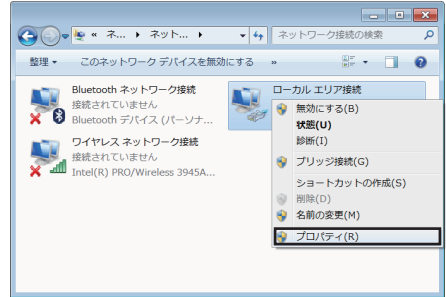 « ネ... ▸ ネット... ▸
ネットワーク接続の検索
整理 このネットワーク デバイスを無効にする »
Bluetooth ネットワーク接続
接続されていません
Bluetooth デバイス (パーソナ...
ワイヤレス ネットワーク接続
接続されていません
Intel(R) PRO/Wireless 3945A...
ローカル エリア接続
無効にする(B)
状態(U)
診断(I)
ブリッジ接続(G)
ショートカットの作成(S)
削除(D)
名前の変更(M)
プロパティ(R)